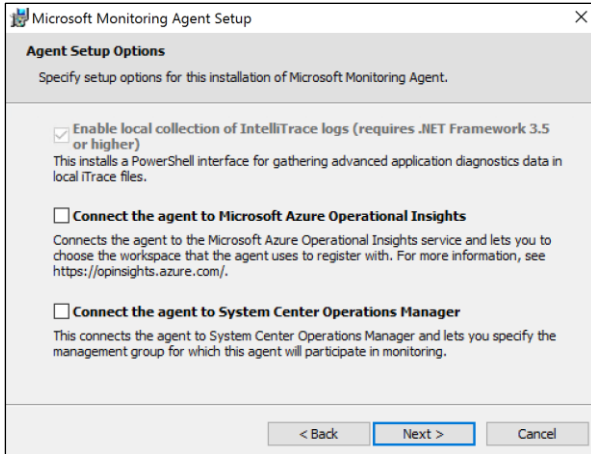 Microsoft Monitoring Agent Setup
Agent Setup Options
Specify setup options for this installation of Microsoft Monitoring Agent.
Enable local collection of IntelliTrace logs (requires .NET Framework 3.5
or higher)
This installs a PowerShell interface for gathering advanced application diagnostics data in
local iTrace files.
Connect the agent to Microsoft Azure Operational Insights
Connects the agent to the Microsoft Azure Operational Insights service and lets you to
choose the workspace that the agent uses to register with. For more information, see
https://opinsights.azure.com/.
Connect the agent to System Center Operations Manager
This connects the agent to System Center Operations Manager and lets you specify the
management group for which this agent will participate in monitoring.
< Back Next > Cancel